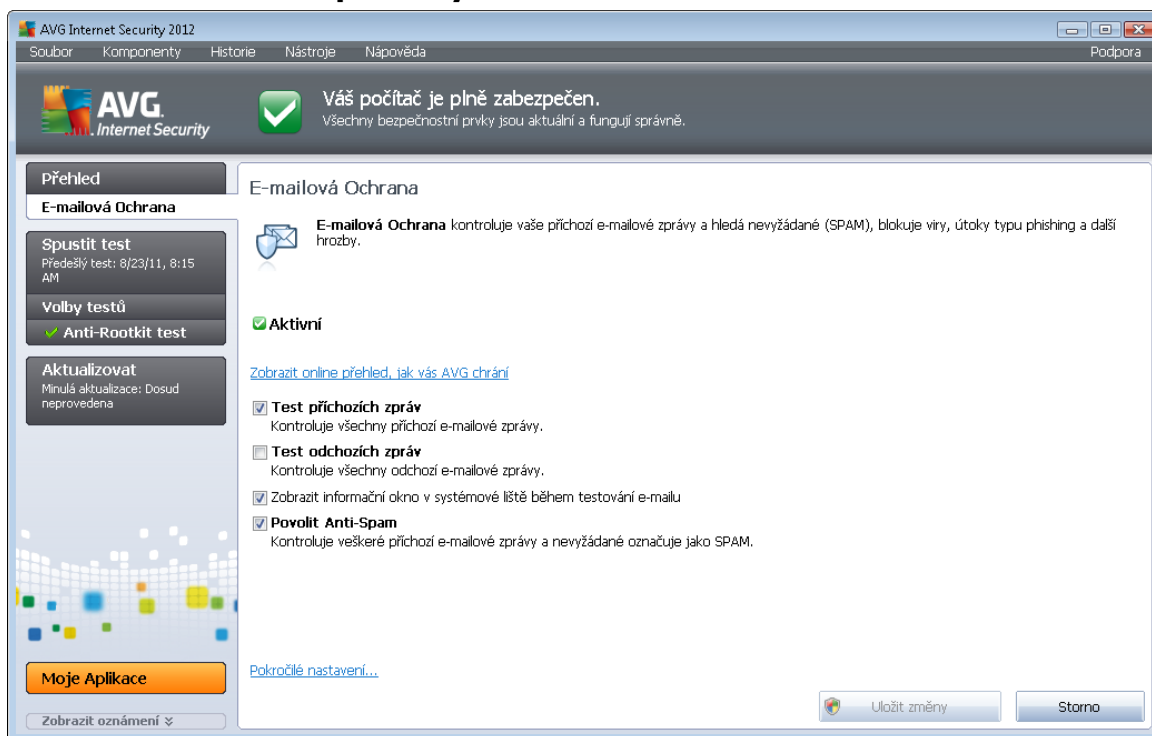 AVG Internet Security 2012
Soubor Komponenty Historie Nástroje Nápověda Podpora
AVG.
Internet Security
Váš počítač je plně zabezpečen.
Všechny bezpečnostní prvky jsou aktuální a fungují správně.
Přehled
E-mailová Ochrana
Spustit test
Předešlý test: 8/23/11, 8:15
AM
Volby testů
Anti-Rootkit test
Aktualizovat
Minulá aktualizace: Dosud
neprovedena
Moje Aplikace
Zobrazit oznámení
E-mailová Ochrana
E-mailová Ochrana kontroluje vaše příchozí e-mailové zprávy a hledá nevyžádané (SPAM), blokuje viry, útoky typu phishing a další
hrozby.
Aktivní
Zobrazit online přehled, jak vás AVG chrání
Test příchozích zpráv
Kontroluje všechny příchozí e-mailové zprávy.
Test odchozích zpráv
Kontroluje všechny odchozí e-mailové zprávy.
Zobrazit informační okno v systémové liště během testování e-mailu
Povolit Anti-Spam
Kontroluje veškeré příchozí e-mailové zprávy a nevyžádané označuje jako SPAM.
Pokročilé nastavení...
Uložit změny
Storno